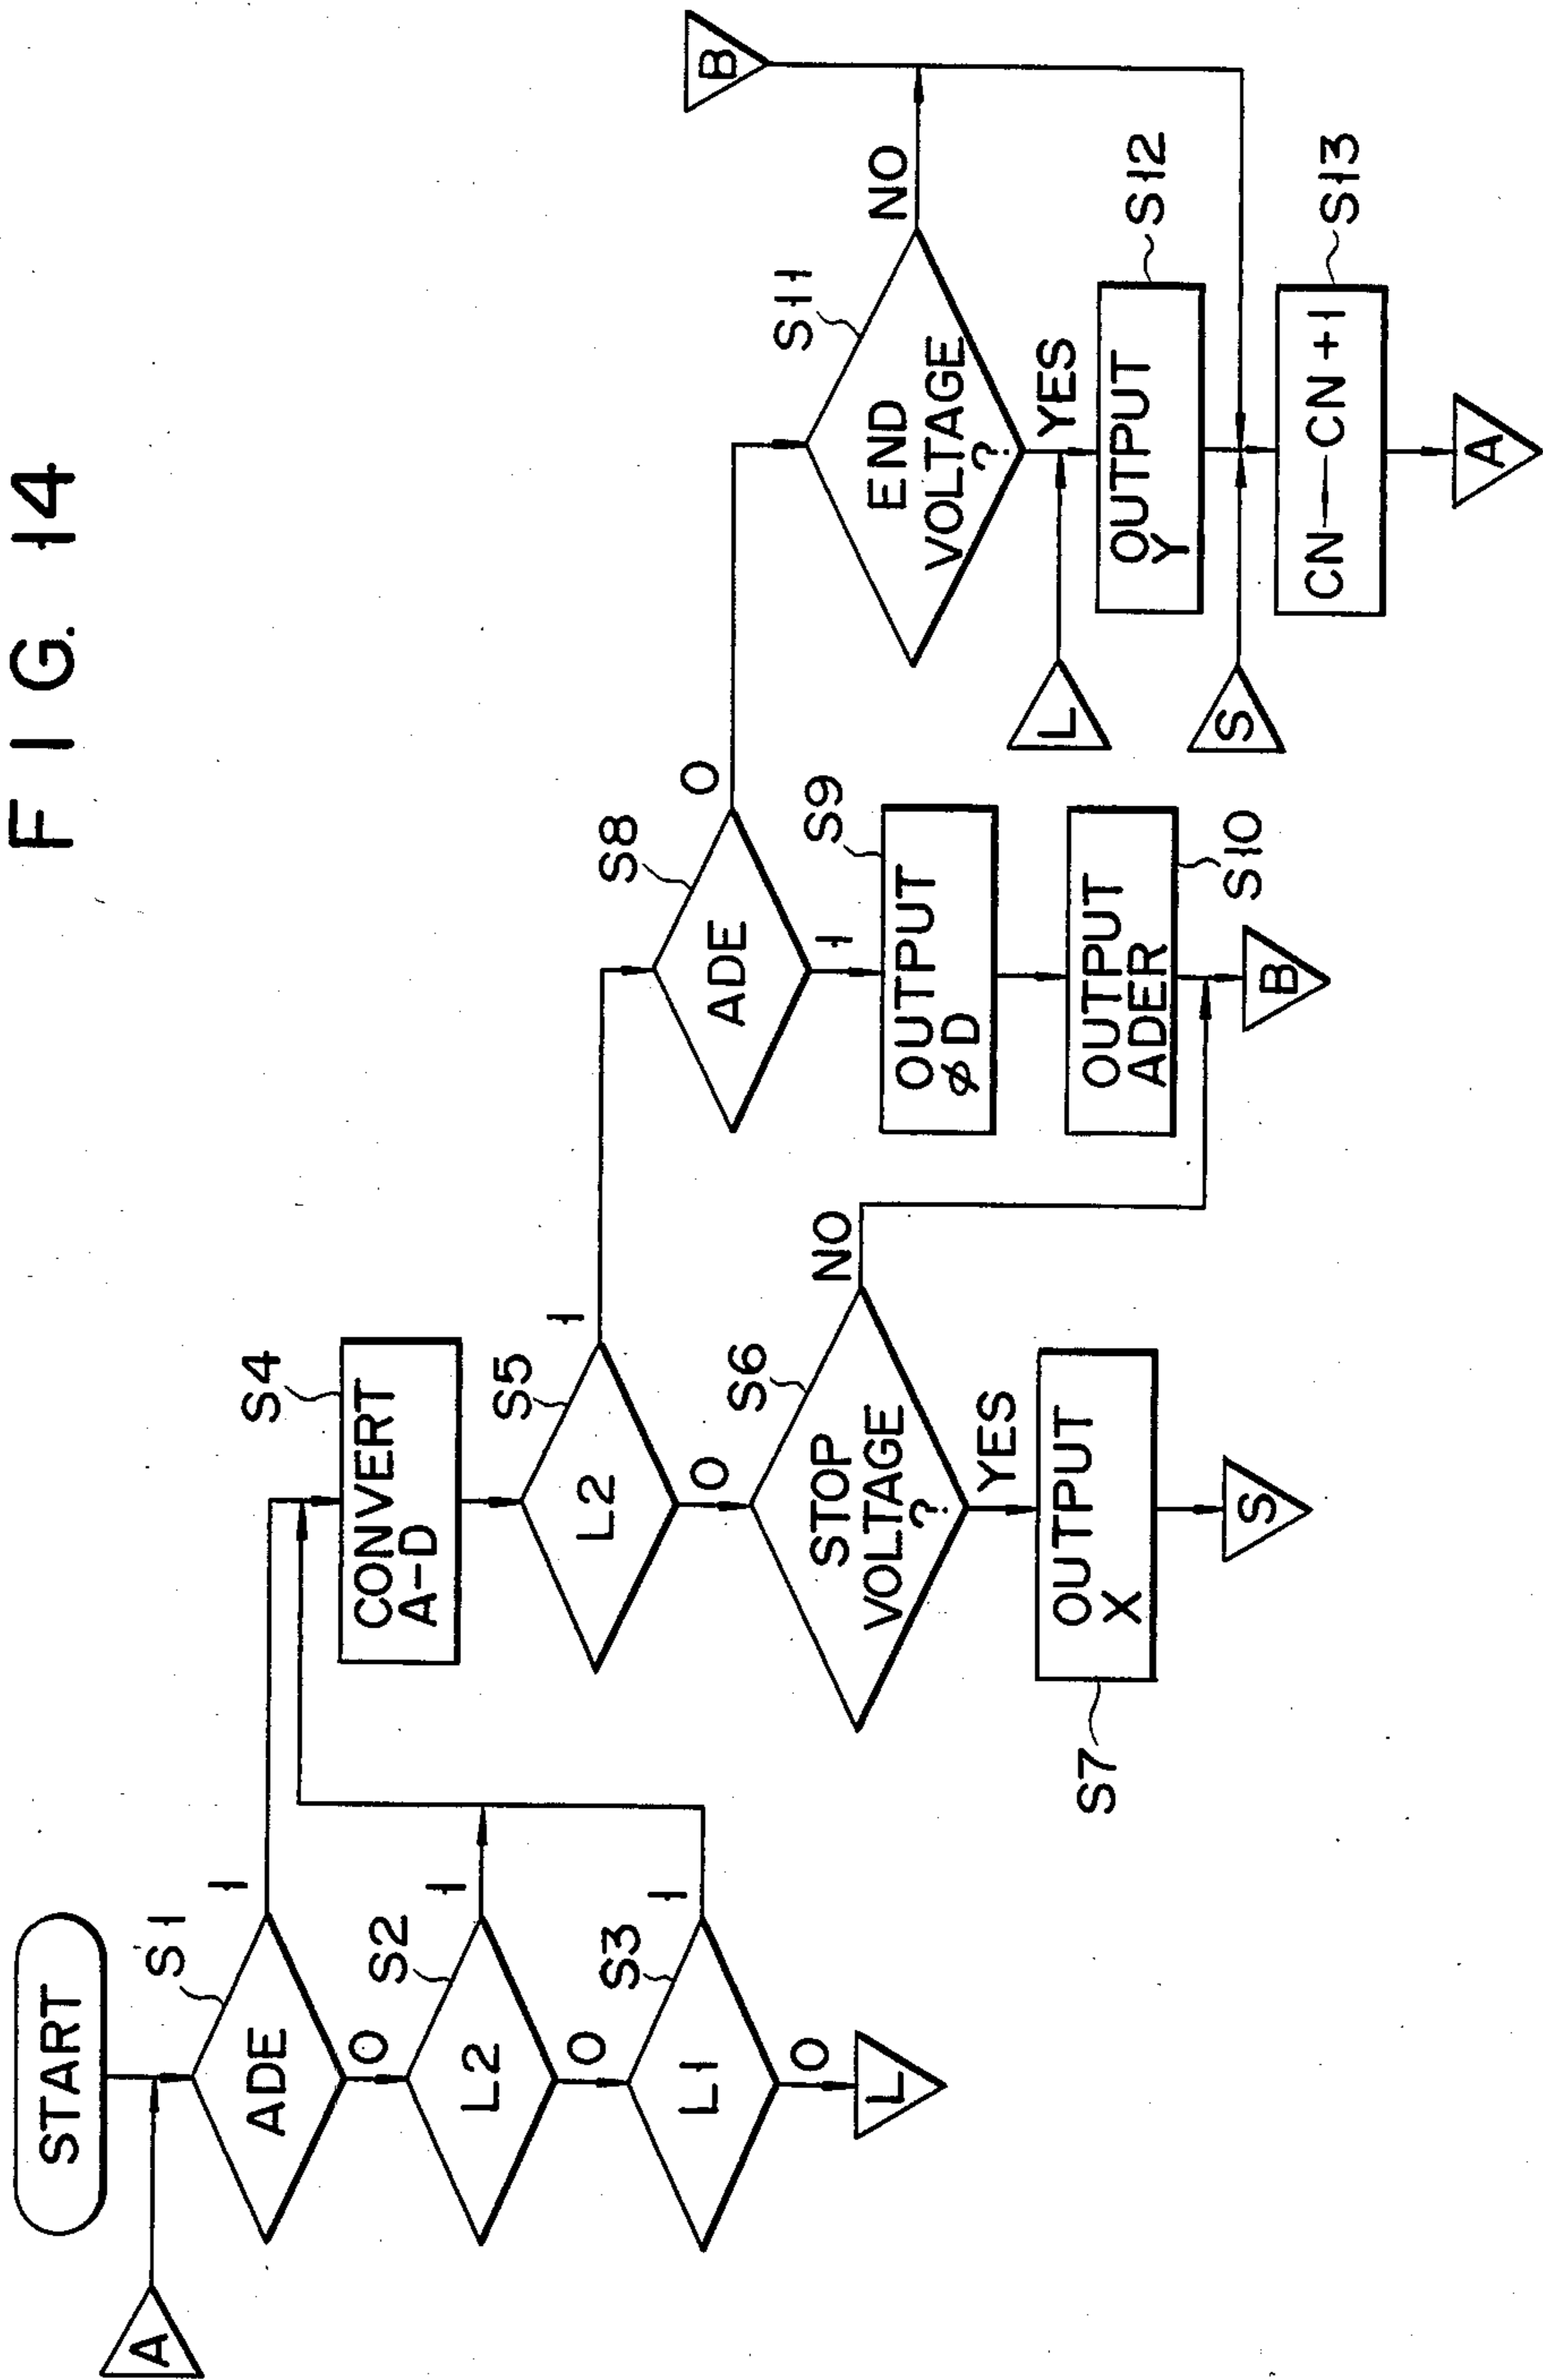 FIG. 14
START
A
S1
ADE
1
0
S2
L2
1
0
S3
L1
1
0
L
S4
CONVERT
A-D
S5
L2
1
0
S6
STOP
VOLTAGE
?
NO
YES
S7
OUTPUT
X
S
S8
ADE
0
1
S9
OUTPUT
φD
S10
OUTPUT
ADER
B
B
S11
END
VOLTAGE
?
NO
YES
L
S12
OUTPUT
Y
S
S13
CN — CN + 1
A